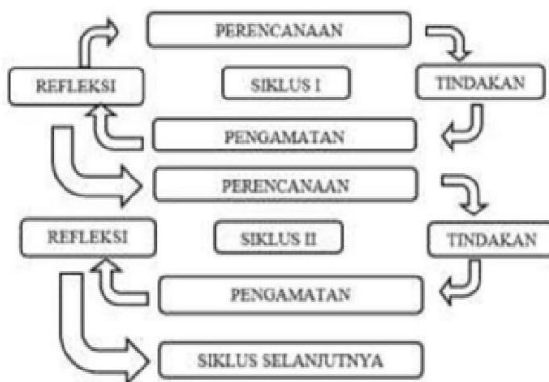 PERENCANAAN
REFLEKSI
SIKLUS I
TINDAKAN
PENGAMATAN
PERENCANAAN
REFLEKSI
SIKLUS II
TINDAKAN
PENGAMATAN
SIKLUS SELANJUTNYA